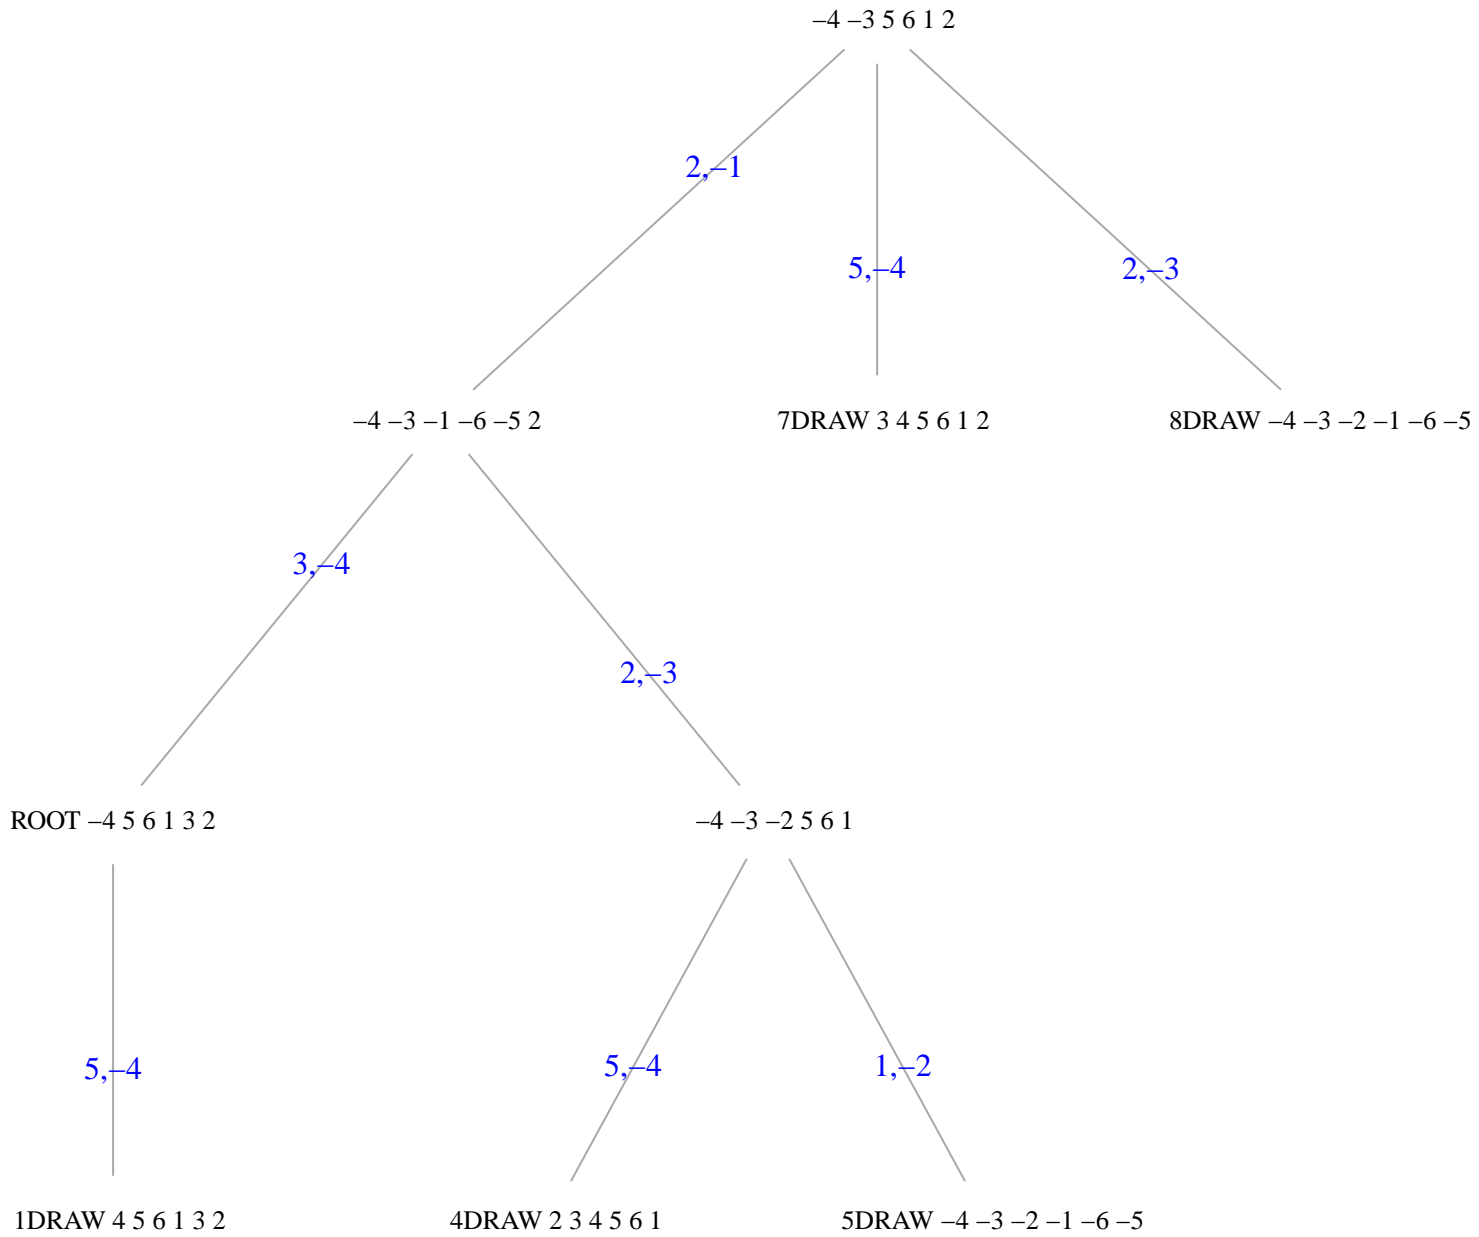 –4 –3 5 6 1 2
2,–1
5,–4
2,–3
–4 –3 –1 –6 –5 2
7DRAW 3 4 5 6 1 2
8DRAW –4 –3 –2 –1 –6 –5
3,–4
2,–3
ROOT –4 5 6 1 3 2
–4 –3 –2 5 6 1
5,–4
5,–4
1,–2
1DRAW 4 5 6 1 3 2
4DRAW 2 3 4 5 6 1
5DRAW –4 –3 –2 –1 –6 –5